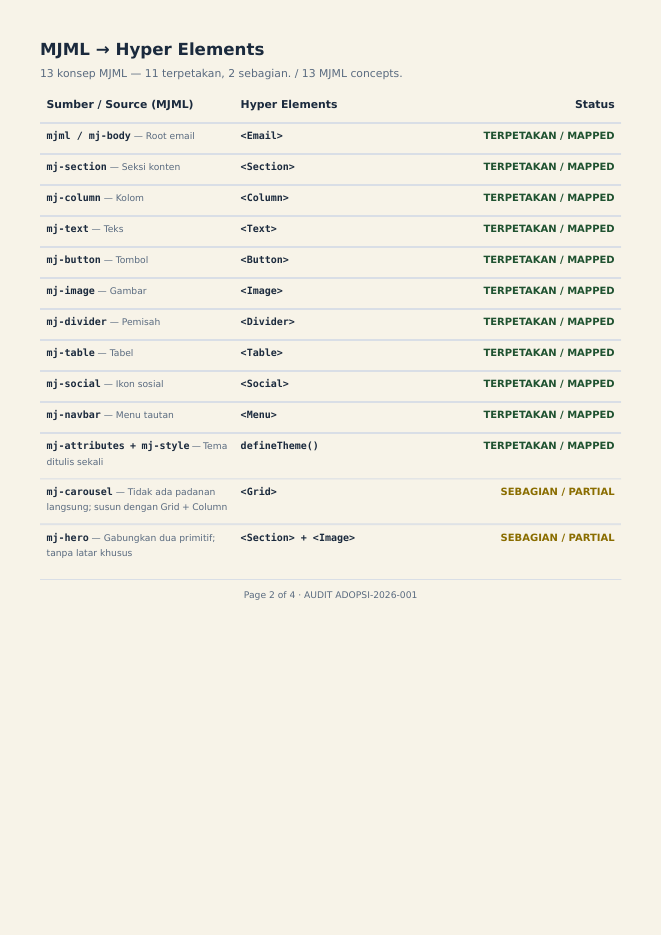 MJML → Hyper Elements
13 konsep MJML — 11 terpetakan, 2 sebagian. / 13 MJML concepts.
Sumber / Source (MJML) Hyper Elements Status
mjml / mj-body — Root email <Email> TERPETAKAN / MAPPED
mj-section — Seksi konten <Section> TERPETAKAN / MAPPED
mj-column — Kolom <Column> TERPETAKAN / MAPPED
mj-text — Teks <Text> TERPETAKAN / MAPPED
mj-button — Tombol <Button> TERPETAKAN / MAPPED
mj-image — Gambar <Image> TERPETAKAN / MAPPED
mj-divider — Pemisah <Divider> TERPETAKAN / MAPPED
mj-table — Tabel <Table> TERPETAKAN / MAPPED
mj-social — Ikon sosial <Social> TERPETAKAN / MAPPED
mj-navbar — Menu tautan <Menu> TERPETAKAN / MAPPED
mj-attributes + mj-style — Tema defineTheme() TERPETAKAN / MAPPED
ditulis sekali
mj-carousel — Tidak ada padanan <Grid> SEBAGIAN / PARTIAL
langsung; susun dengan Grid + Column
mj-hero — Gabungkan dua primitif; <Section> + <Image> SEBAGIAN / PARTIAL
tanpa latar khusus
Page 2 of 4 · AUDIT ADOPSI-2026-001